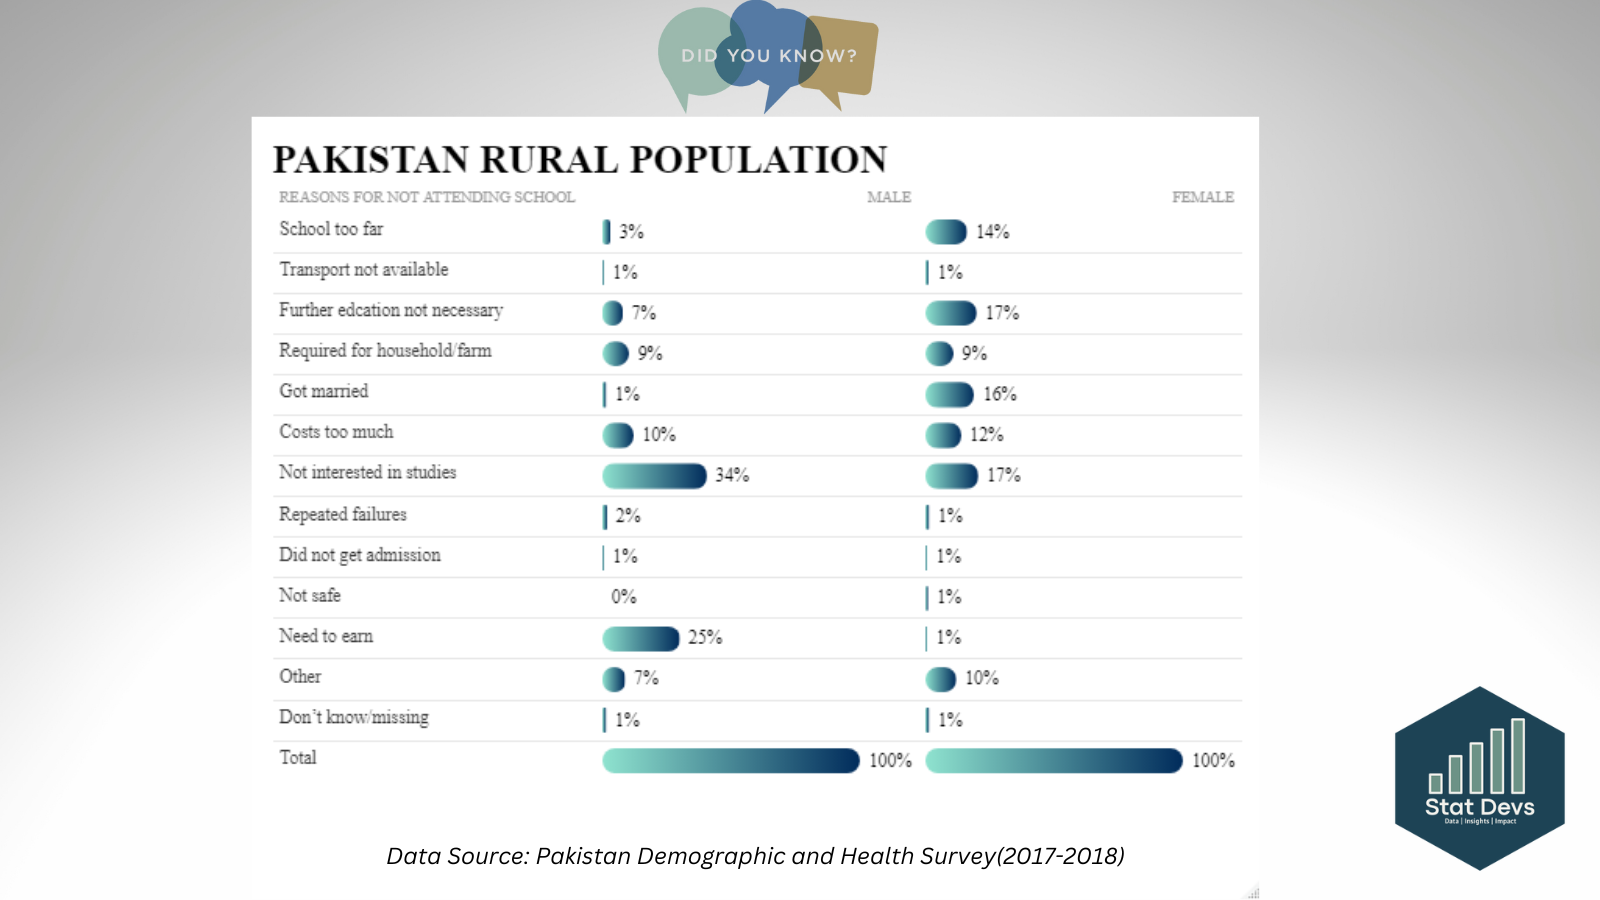 DID YOU KNOW?
PAKISTAN RURAL POPULATION
REASONS FOR NOT ATTENDING SCHOOL MALE FEMALE
School too far 3% 14%
Transport not available 1% 1%
Further edcation not necessary 7% 17%
Required for household/farm 9% 9%
Got married 1% 16%
Costs too much 10% 12%
Not interested in studies 34% 17%
Repeated failures 2% 1%
Did not get admission 1% 1%
Not safe 0% 1%
Need to earn 25% 1%
Other 7% 10%
Don't know/missing 1% 1%
Total 100% 100%
Data Source: Pakistan Demographic and Health Survey(2017-2018)
Stat Devs
Data | Insights | Impact